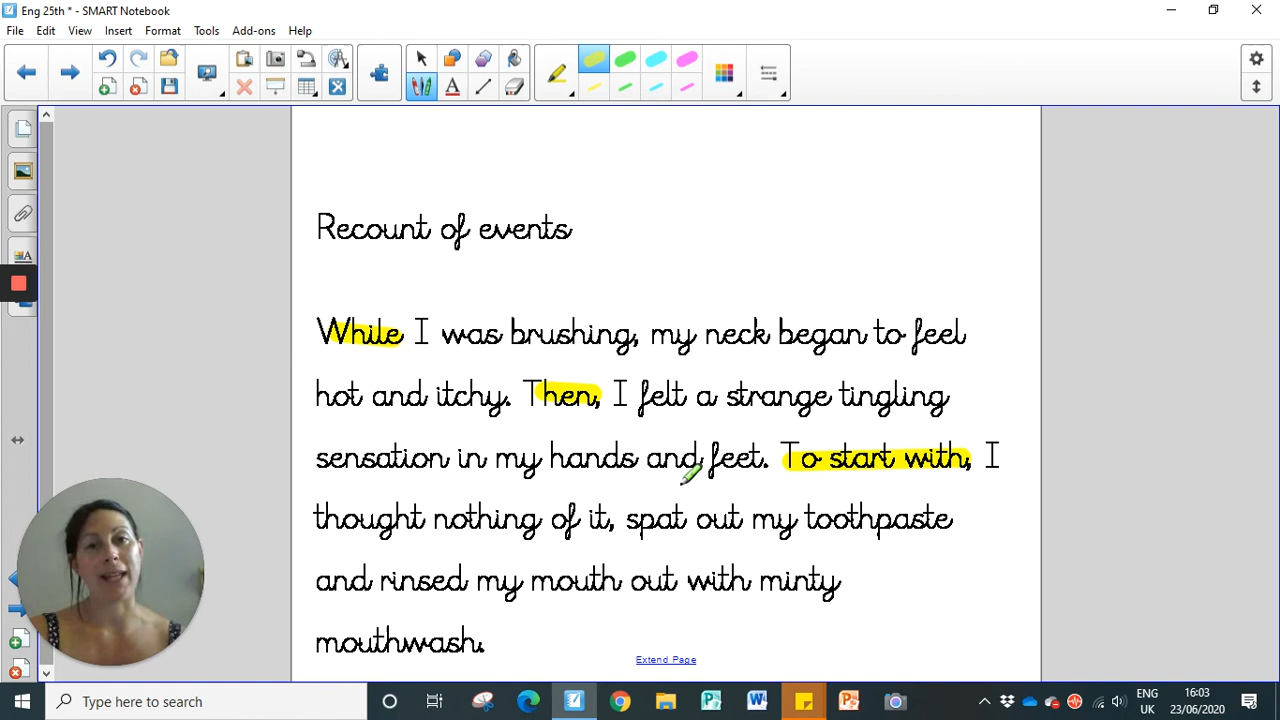 Eng 25th * - SMART Notebook
File Edit View Insert Format Tools Add-ons Help
Recount of events
While I was brushing, my neck began to feel
hot and itchy. Then, I felt a strange tingling
sensation in my hands and feet. To start with, I
thought nothing of it, spat out my toothpaste
and rinsed my mouth out with minty
mouthwash.
Extend Page
Type here to search
ENG
UK
16:03
23/06/2020